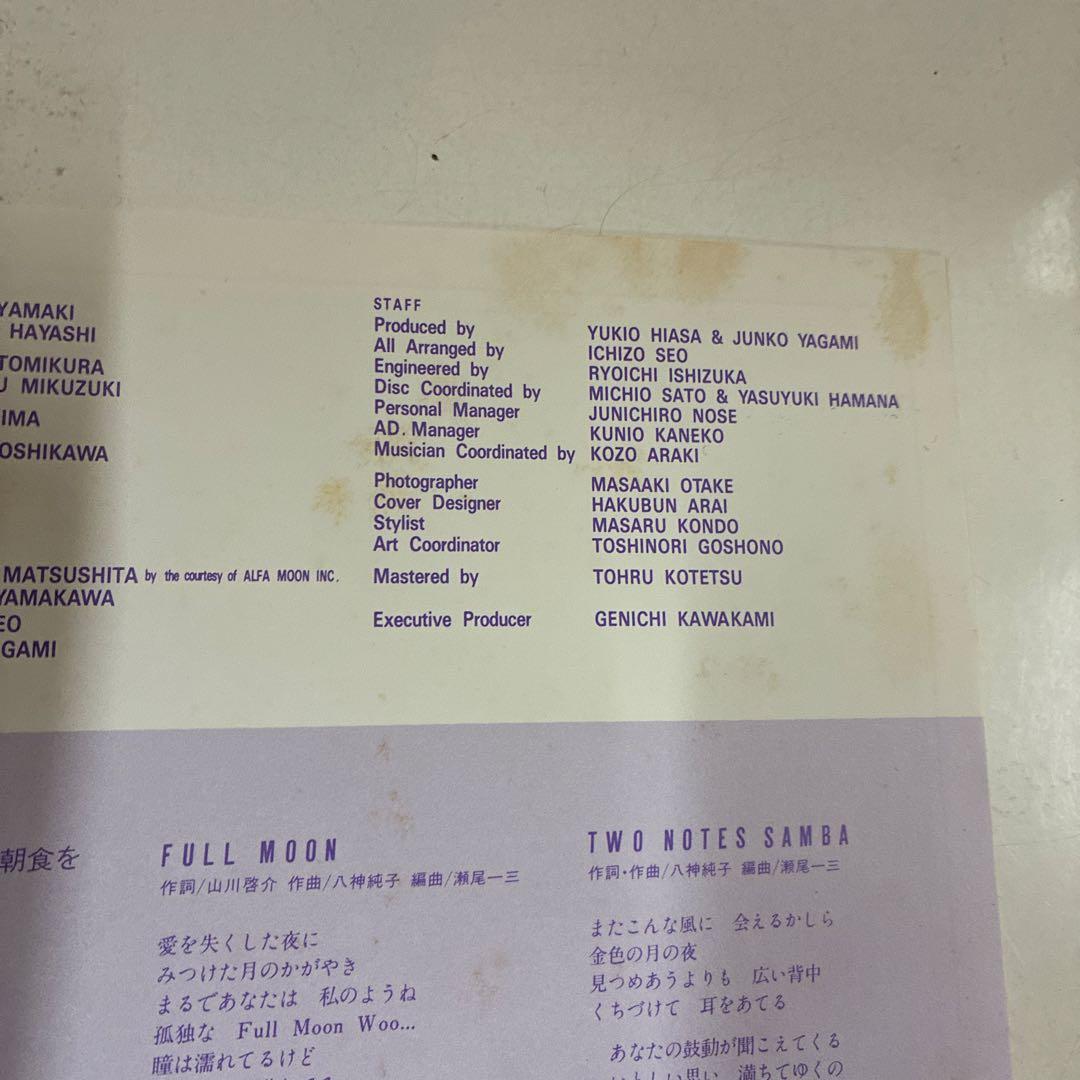 YAMAKI
HAYASHI
TOMIKURA
U MIKUZUKI
IMA
OSHIKAWA
MATSUSHITA by the courtesy of ALFA MOON INC.
YAMAKAWA
EO
GAMI
STAFF
Produced by YUKIO HIASA & JUNKO YAGAMI
All Arranged by ICHIZO SEO
Engineered by RYOICHI ISHIZUKA
Disc Coordinated by MICHIO SATO & YASUYUKI HAMANA
Personal Manager JUNICHIRO NOSE
AD. Manager KUNIO KANEKO
Musician Coordinated by KOZO ARAKI
Photographer MASAAKI OTAKE
Cover Designer HAKUBUN ARAI
Stylist MASARU KONDO
Art Coordinator TOSHINORI GOSHONO
Mastered by TOHRU KOTETSU
Executive Producer GENICHI KAWAKAMI
朝食を
FULL MOON
作詞/山川啓介 作曲/八神純子 編曲/瀬尾一三
愛を失くした夜に
みつけた月のかがやき
まるであなたは 私のようね
孤独な Full Moon Woo...
瞳は濡れてるけど
TWO NOTES SAMBA
作詞・作曲/八神純子 編曲/瀬尾一三
またこんな風に 会えるかしら
金色の月の夜
見つめあうよりも 広い背中
くちづけて 耳をあてる
あなたの鼓動が聞こえてくる
満ちてゆくの